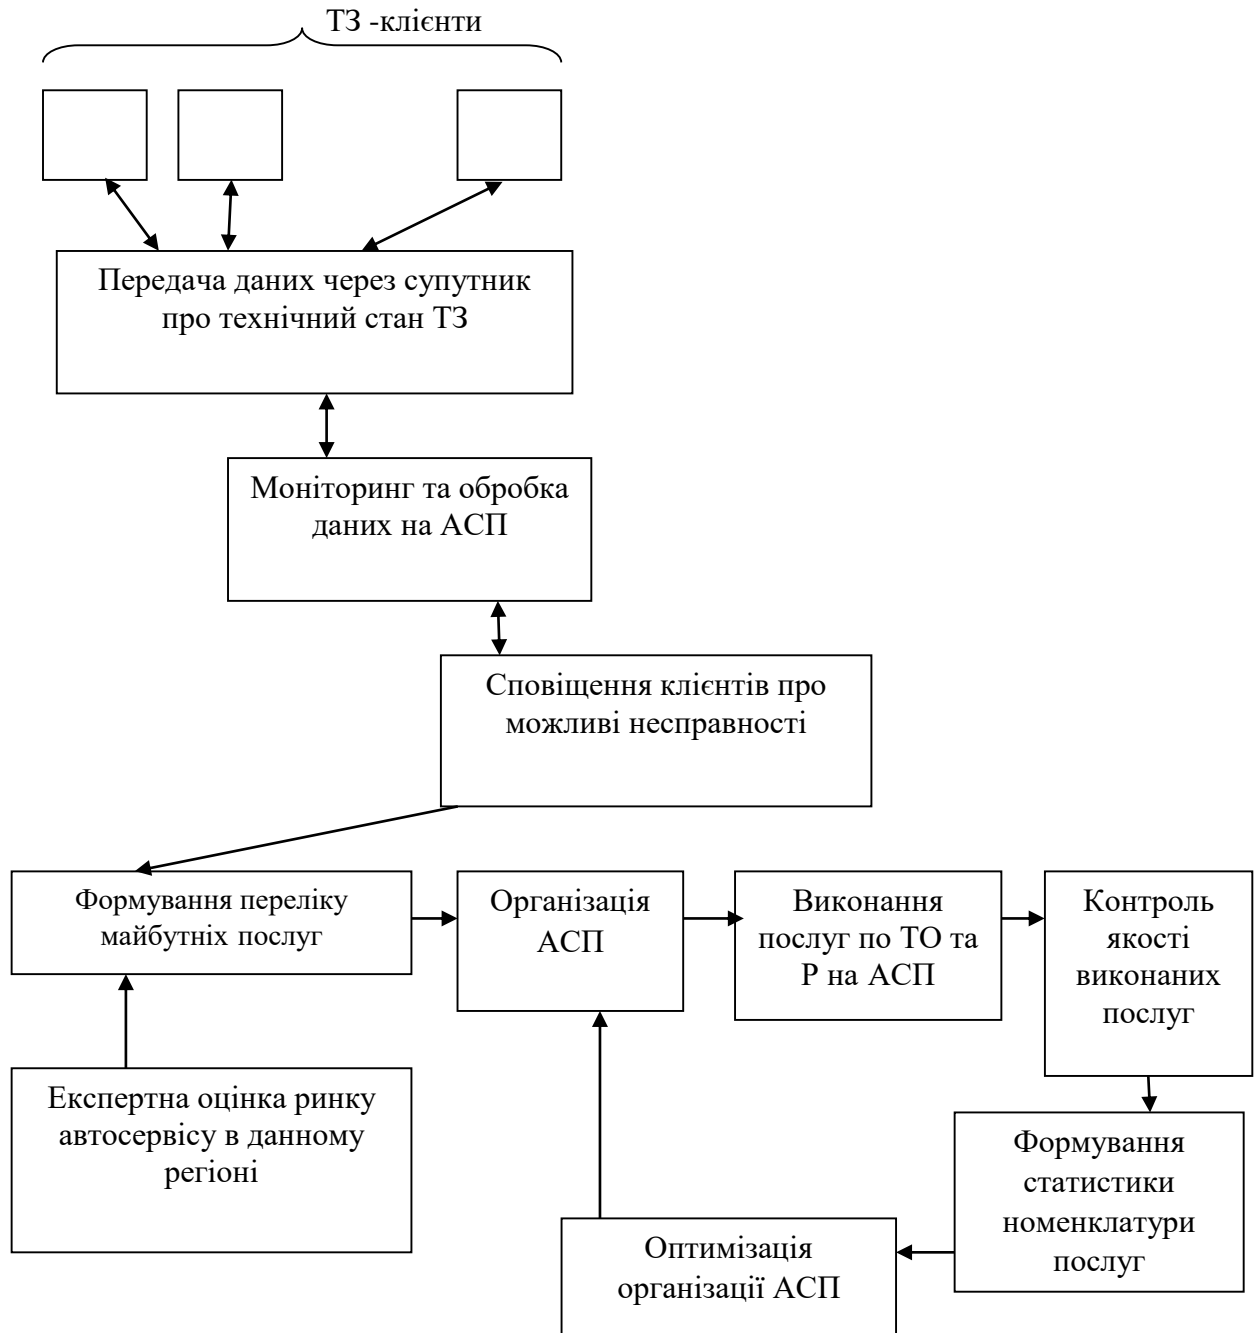 ТЗ -клієнти
Передача даних через супутник
про технічний стан ТЗ
Моніторинг та обробка
даних на АСП
Сповіщення клієнтів про
можливі несправності
Формування переліку
майбутніх послуг
Організація
АСП
Виконання
послуг по ТО та
Р на АСП
Контроль
якості
виконаних
послуг
Експертна оцінка ринку
автосервісу в данному
регіоні
Формування
статистики
номенклатури
послуг
Оптимізація
організації АСП